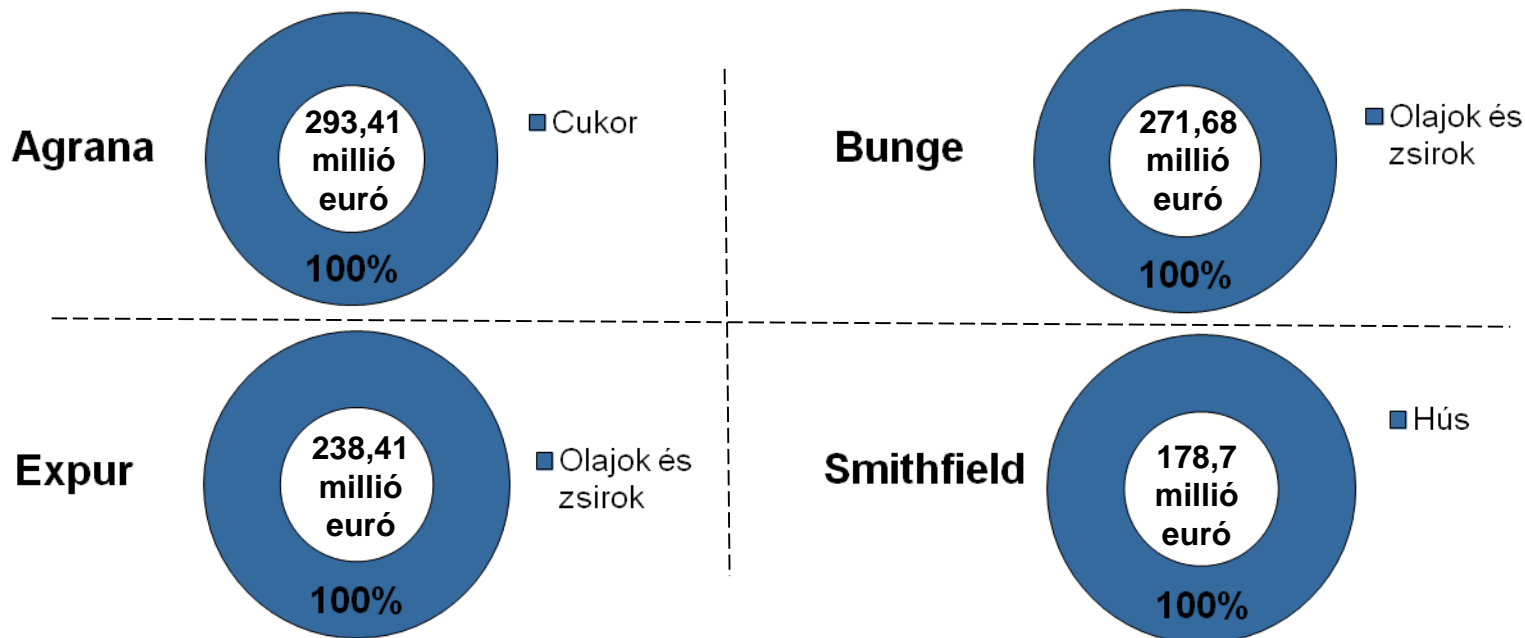 Agrana
293,41
millió
euró
100%
Cukor
Bunge
271,68
millió
euró
100%
Olajok és
zsirok
Expur
238,41
millió
euró
100%
Olajok és
zsirok
Smithfield
178,7
millió
euró
100%
Hús